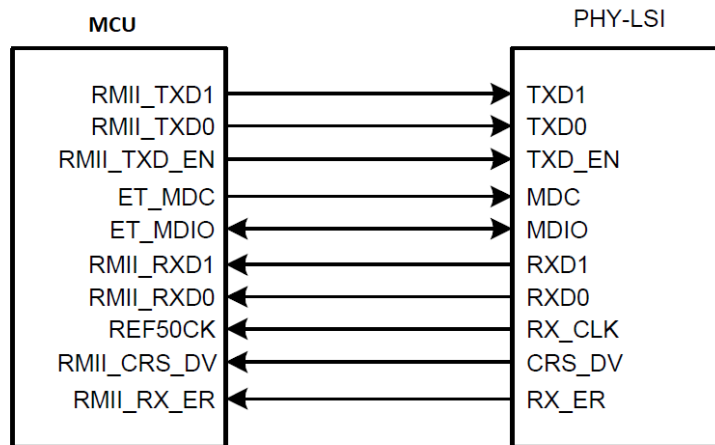 MCU PHY-LSI
RMII_TXD1 TXD1
RMII_TXD0 TXD0
RMII_TXD_EN TXD_EN
ET_MDC MDC
ET_MDIO MDIO
RMII_RXD1 RXD1
RMII_RXD0 RXD0
REF50CK RX_CLK
RMII_CRS_DV CRS_DV
RMII_RX_ER RX_ER